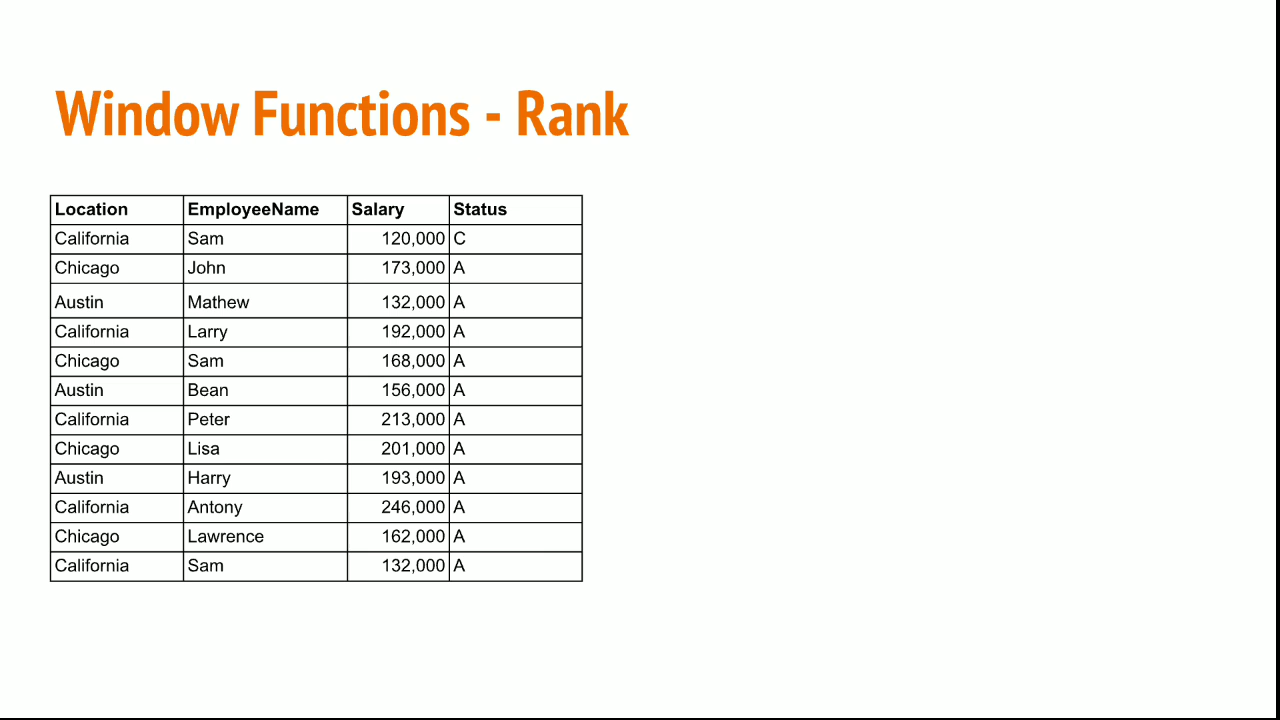 Window Functions - Rank
Location EmployeeName Salary Status
California Sam 120,000 C
Chicago John 173,000 A
Austin Mathew 132,000 A
California Larry 192,000 A
Chicago Sam 168,000 A
Austin Bean 156,000 A
California Peter 213,000 A
Chicago Lisa 201,000 A
Austin Harry 193,000 A
California Antony 246,000 A
Chicago Lawrence 162,000 A
California Sam 132,000 A